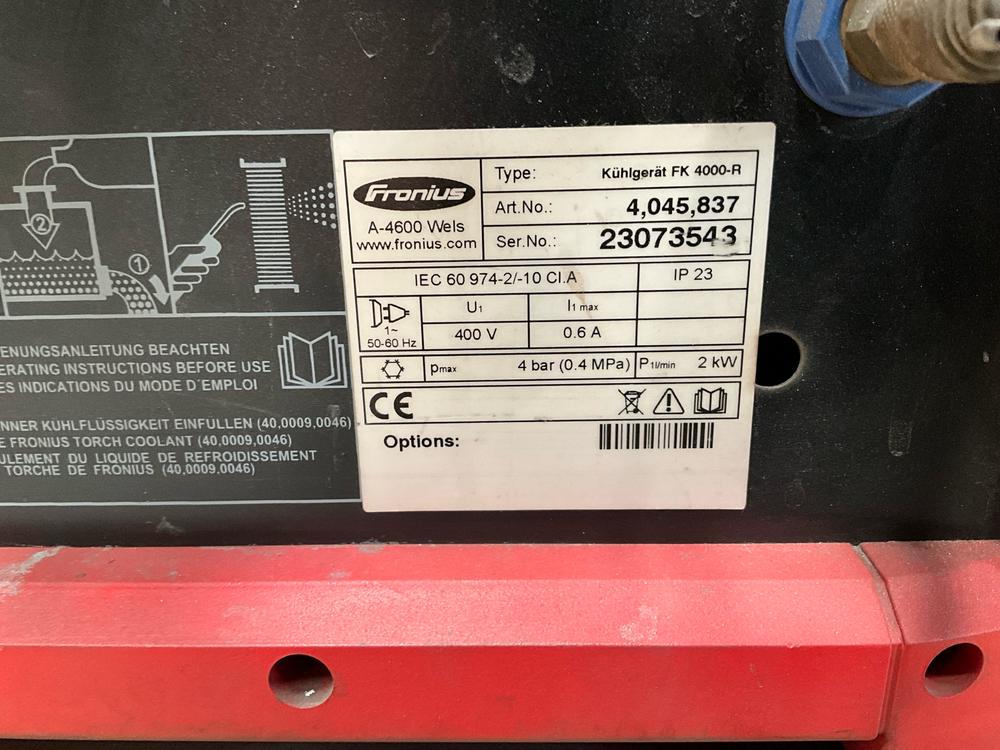 Fronius
A-4600 Wels
www.fronius.com
Type: Kühlgerät FK 4000-R
Art.No.: 4,045,837
Ser.No.: 23073543
IEC 60 974-2/-10 Cl.A IP 23
1~
50-60 Hz
U1 I1 max
400 V 0.6 A
pmax 4 bar (0.4 MPa) P1l/min 2 kW
CE
Options:
2
1
ENUNGSANLEITUNG BEACHTEN
ERATING INSTRUCTIONS BEFORE USE
ES INDICATIONS DU MODE D´EMPLOI
NNER KÜHLFLÜSSIGKEIT EINFÜLLEN (40,0009,0046)
E FRONIUS TORCH COOLANT (40,0009,0046)
ULEMENT DU LIQUIDE DE REFROIDISSEMENT
TORCHE DE FRONIUS (40,0009,0046)